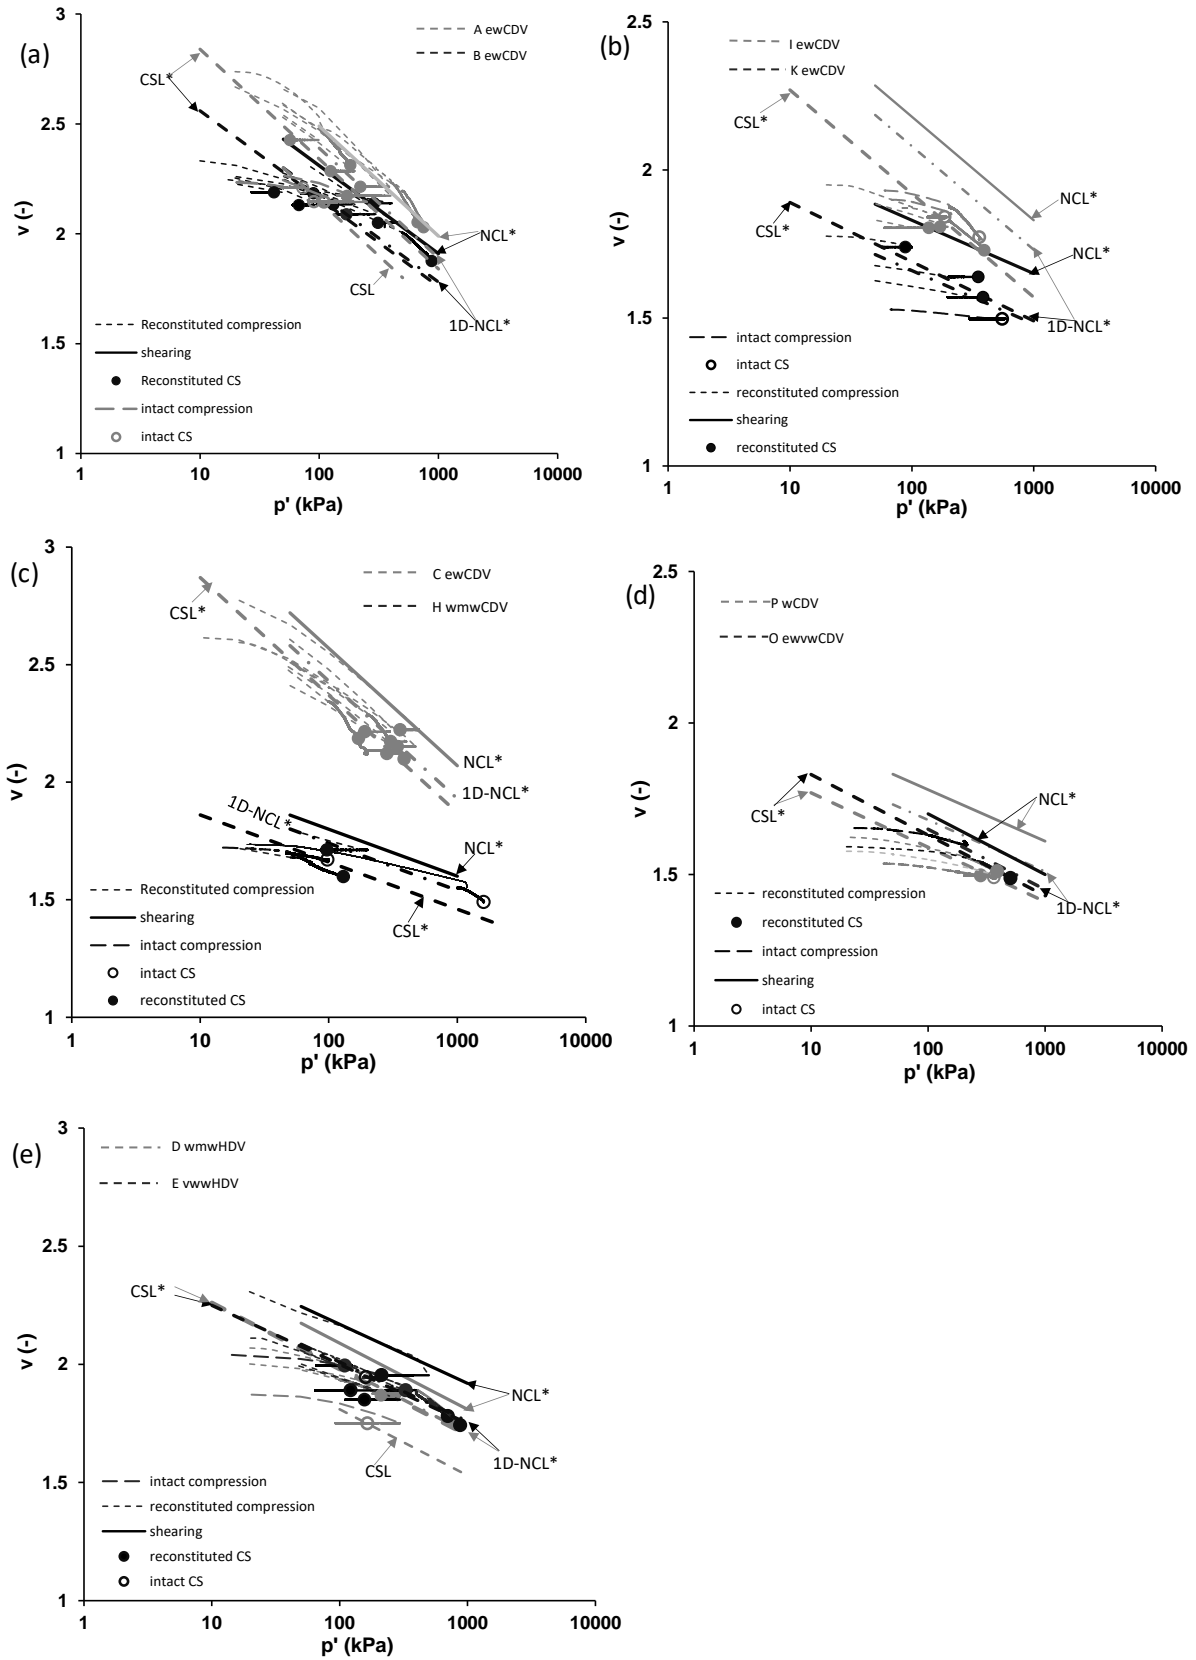 (a)
3
2.5
2
1.5
1
v (-)
1
10
100
1000
10000
p' (kPa)
A ewCDV
B ewCDV
CSL*
NCL*
CSL
1D-NCL*
Reconstituted compression
shearing
Reconstituted CS
intact compression
intact CS
(b)
2.5
2
1.5
1
v (-)
1
10
100
1000
10000
p' (kPa)
I ewCDV
K ewCDV
CSL*
NCL*
CSL*
NCL*
1D-NCL*
intact compression
intact CS
reconstituted compression
shearing
reconstituted CS
(c)
3
2.5
2
1.5
1
v (-)
1
10
100
1000
10000
p' (kPa)
C ewCDV
H wmwCDV
CSL*
NCL*
1D-NCL*
1D-NCL*
NCL*
CSL*
Reconstituted compression
shearing
intact compression
intact CS
reconstituted CS
(d)
2.5
2
1.5
1
v (-)
1
10
100
1000
10000
p' (kPa)
P wCDV
O ewvwCDV
CSL*
NCL*
1D-NCL*
reconstituted compression
reconstituted CS
intact compression
shearing
intact CS
(e)
3
2.5
2
1.5
1
v (-)
1
10
100
1000
10000
p' (kPa)
D wmwHDV
E vwwHDV
CSL*
NCL*
1D-NCL*
CSL
intact compression
reconstituted compression
shearing
reconstituted CS
intact CS